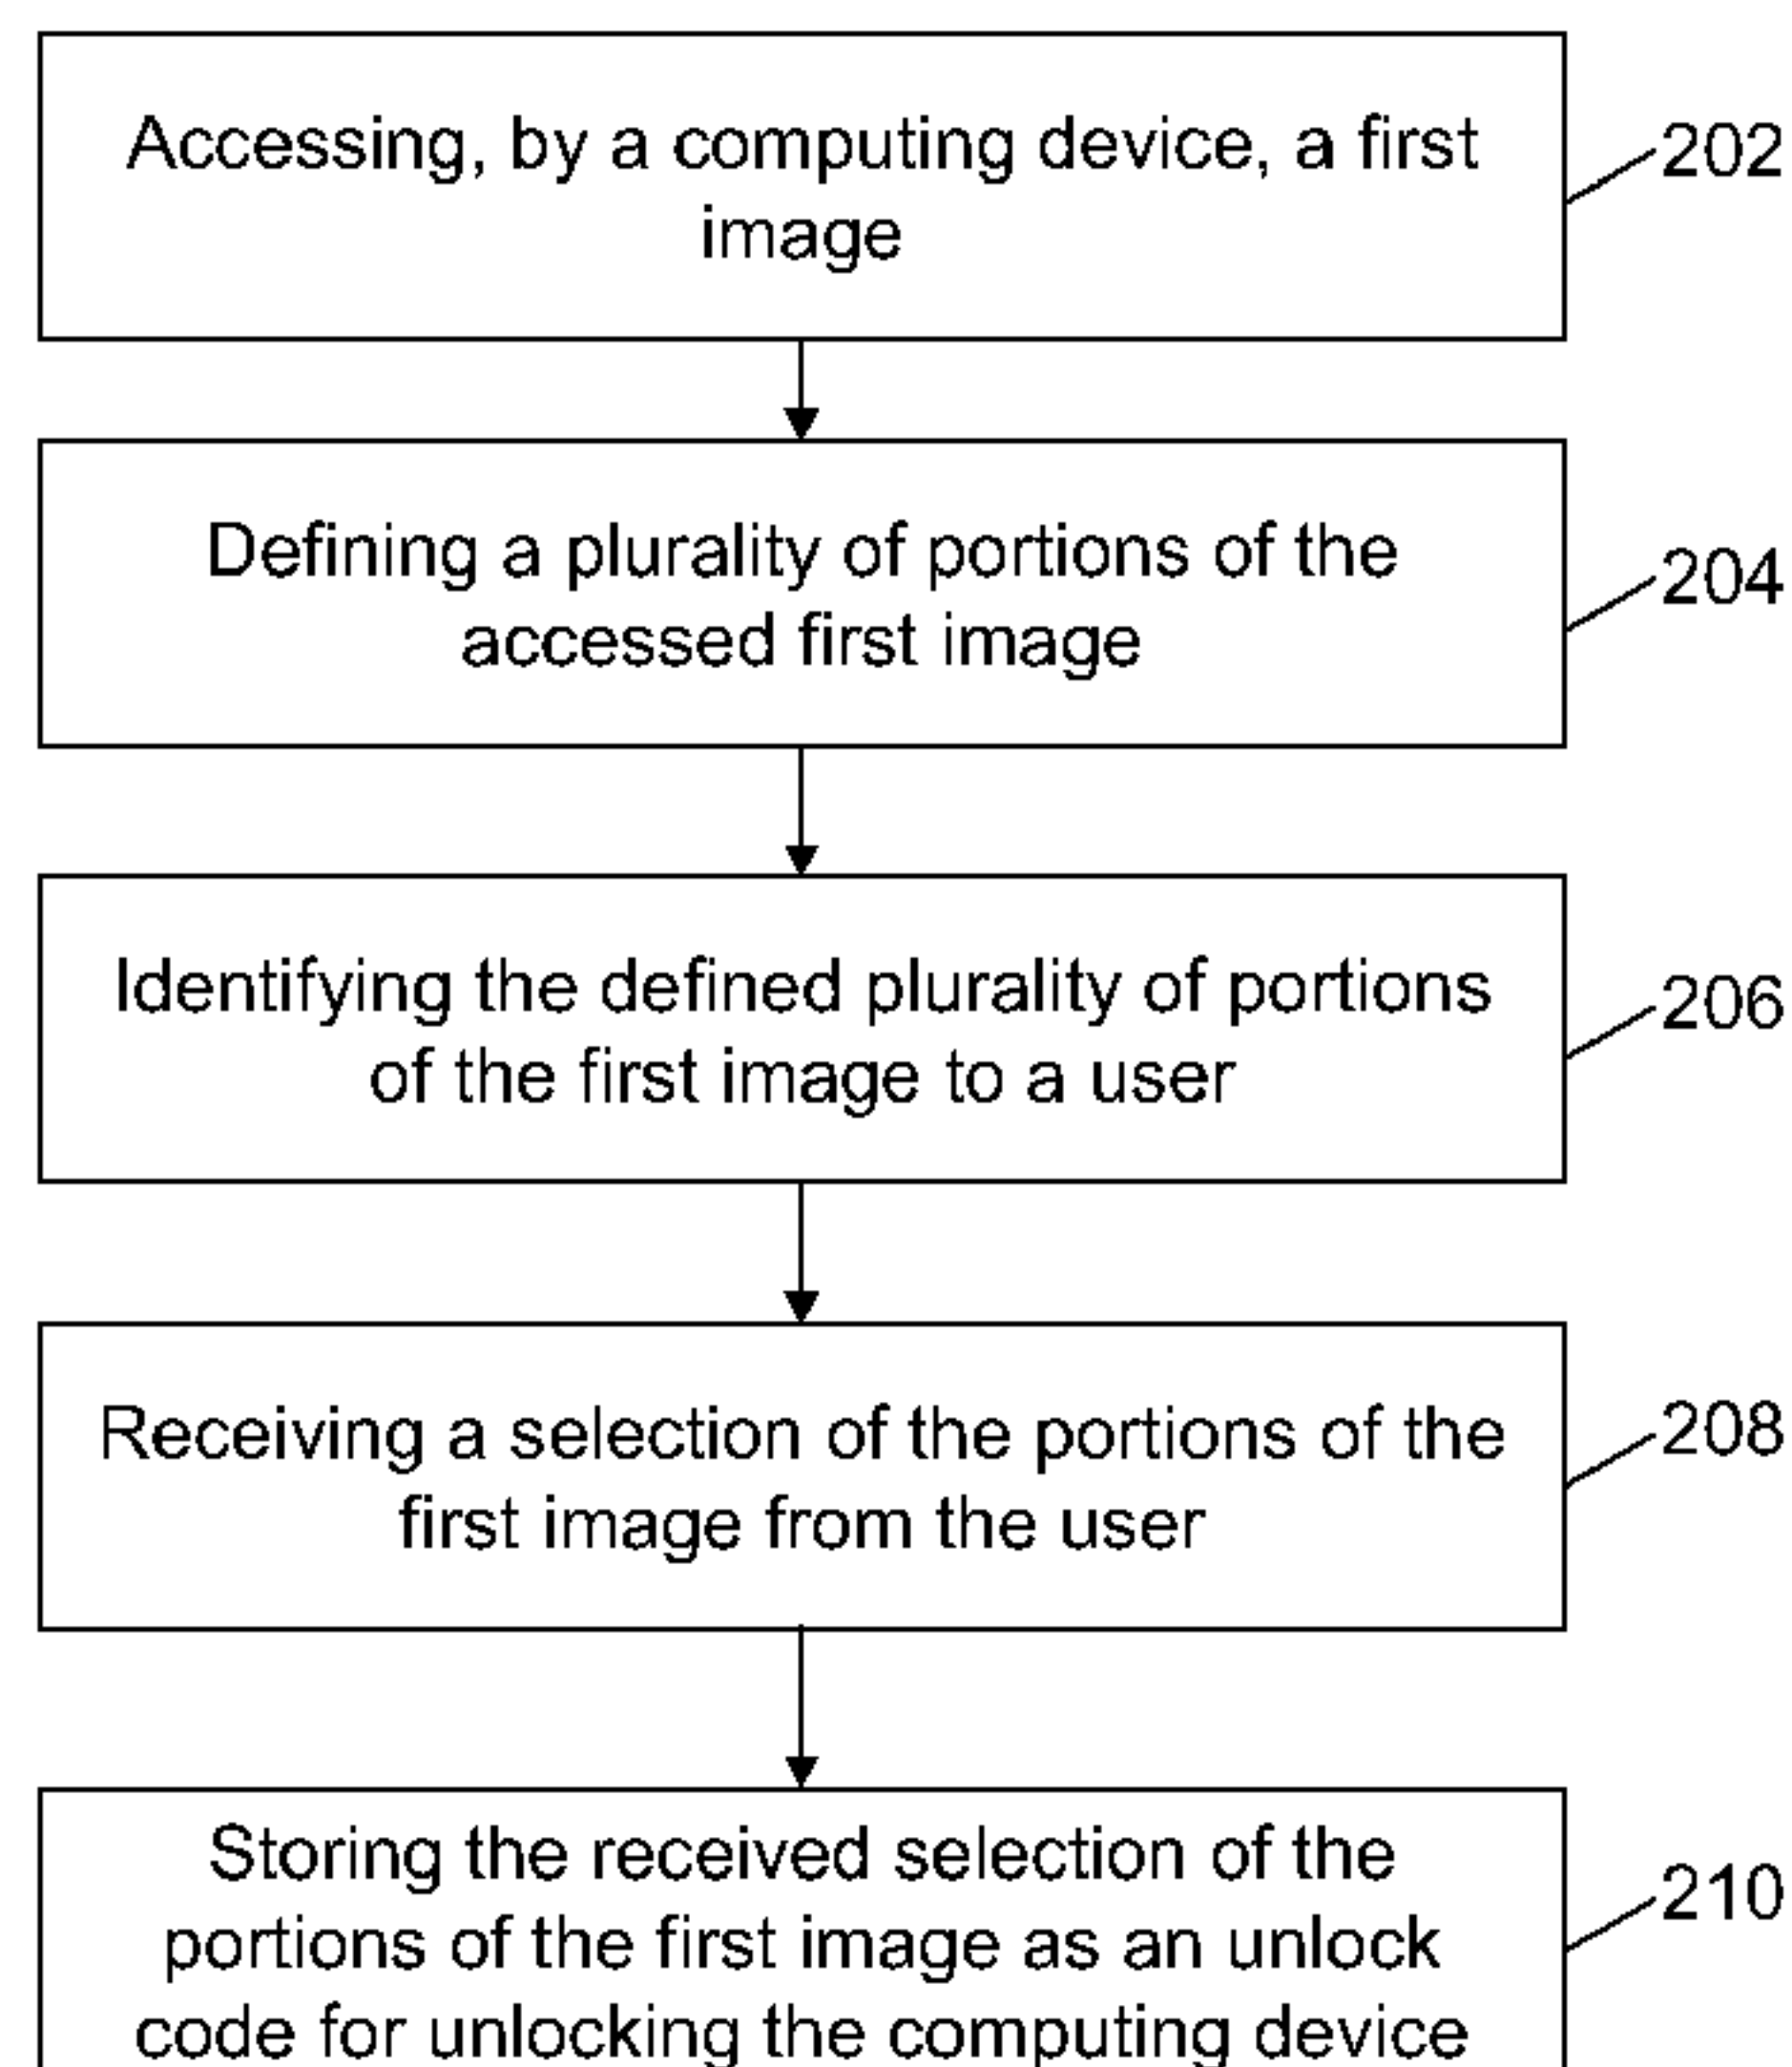 Accessing, by a computing device, a first
image
202
Defining a plurality of portions of the
accessed first image
204
Identifying the defined plurality of portions
of the first image to a user
206
Receiving a selection of the portions of the
first image from the user
208
Storing the received selection of the
portions of the first image as an unlock
code for unlocking the computing device
210